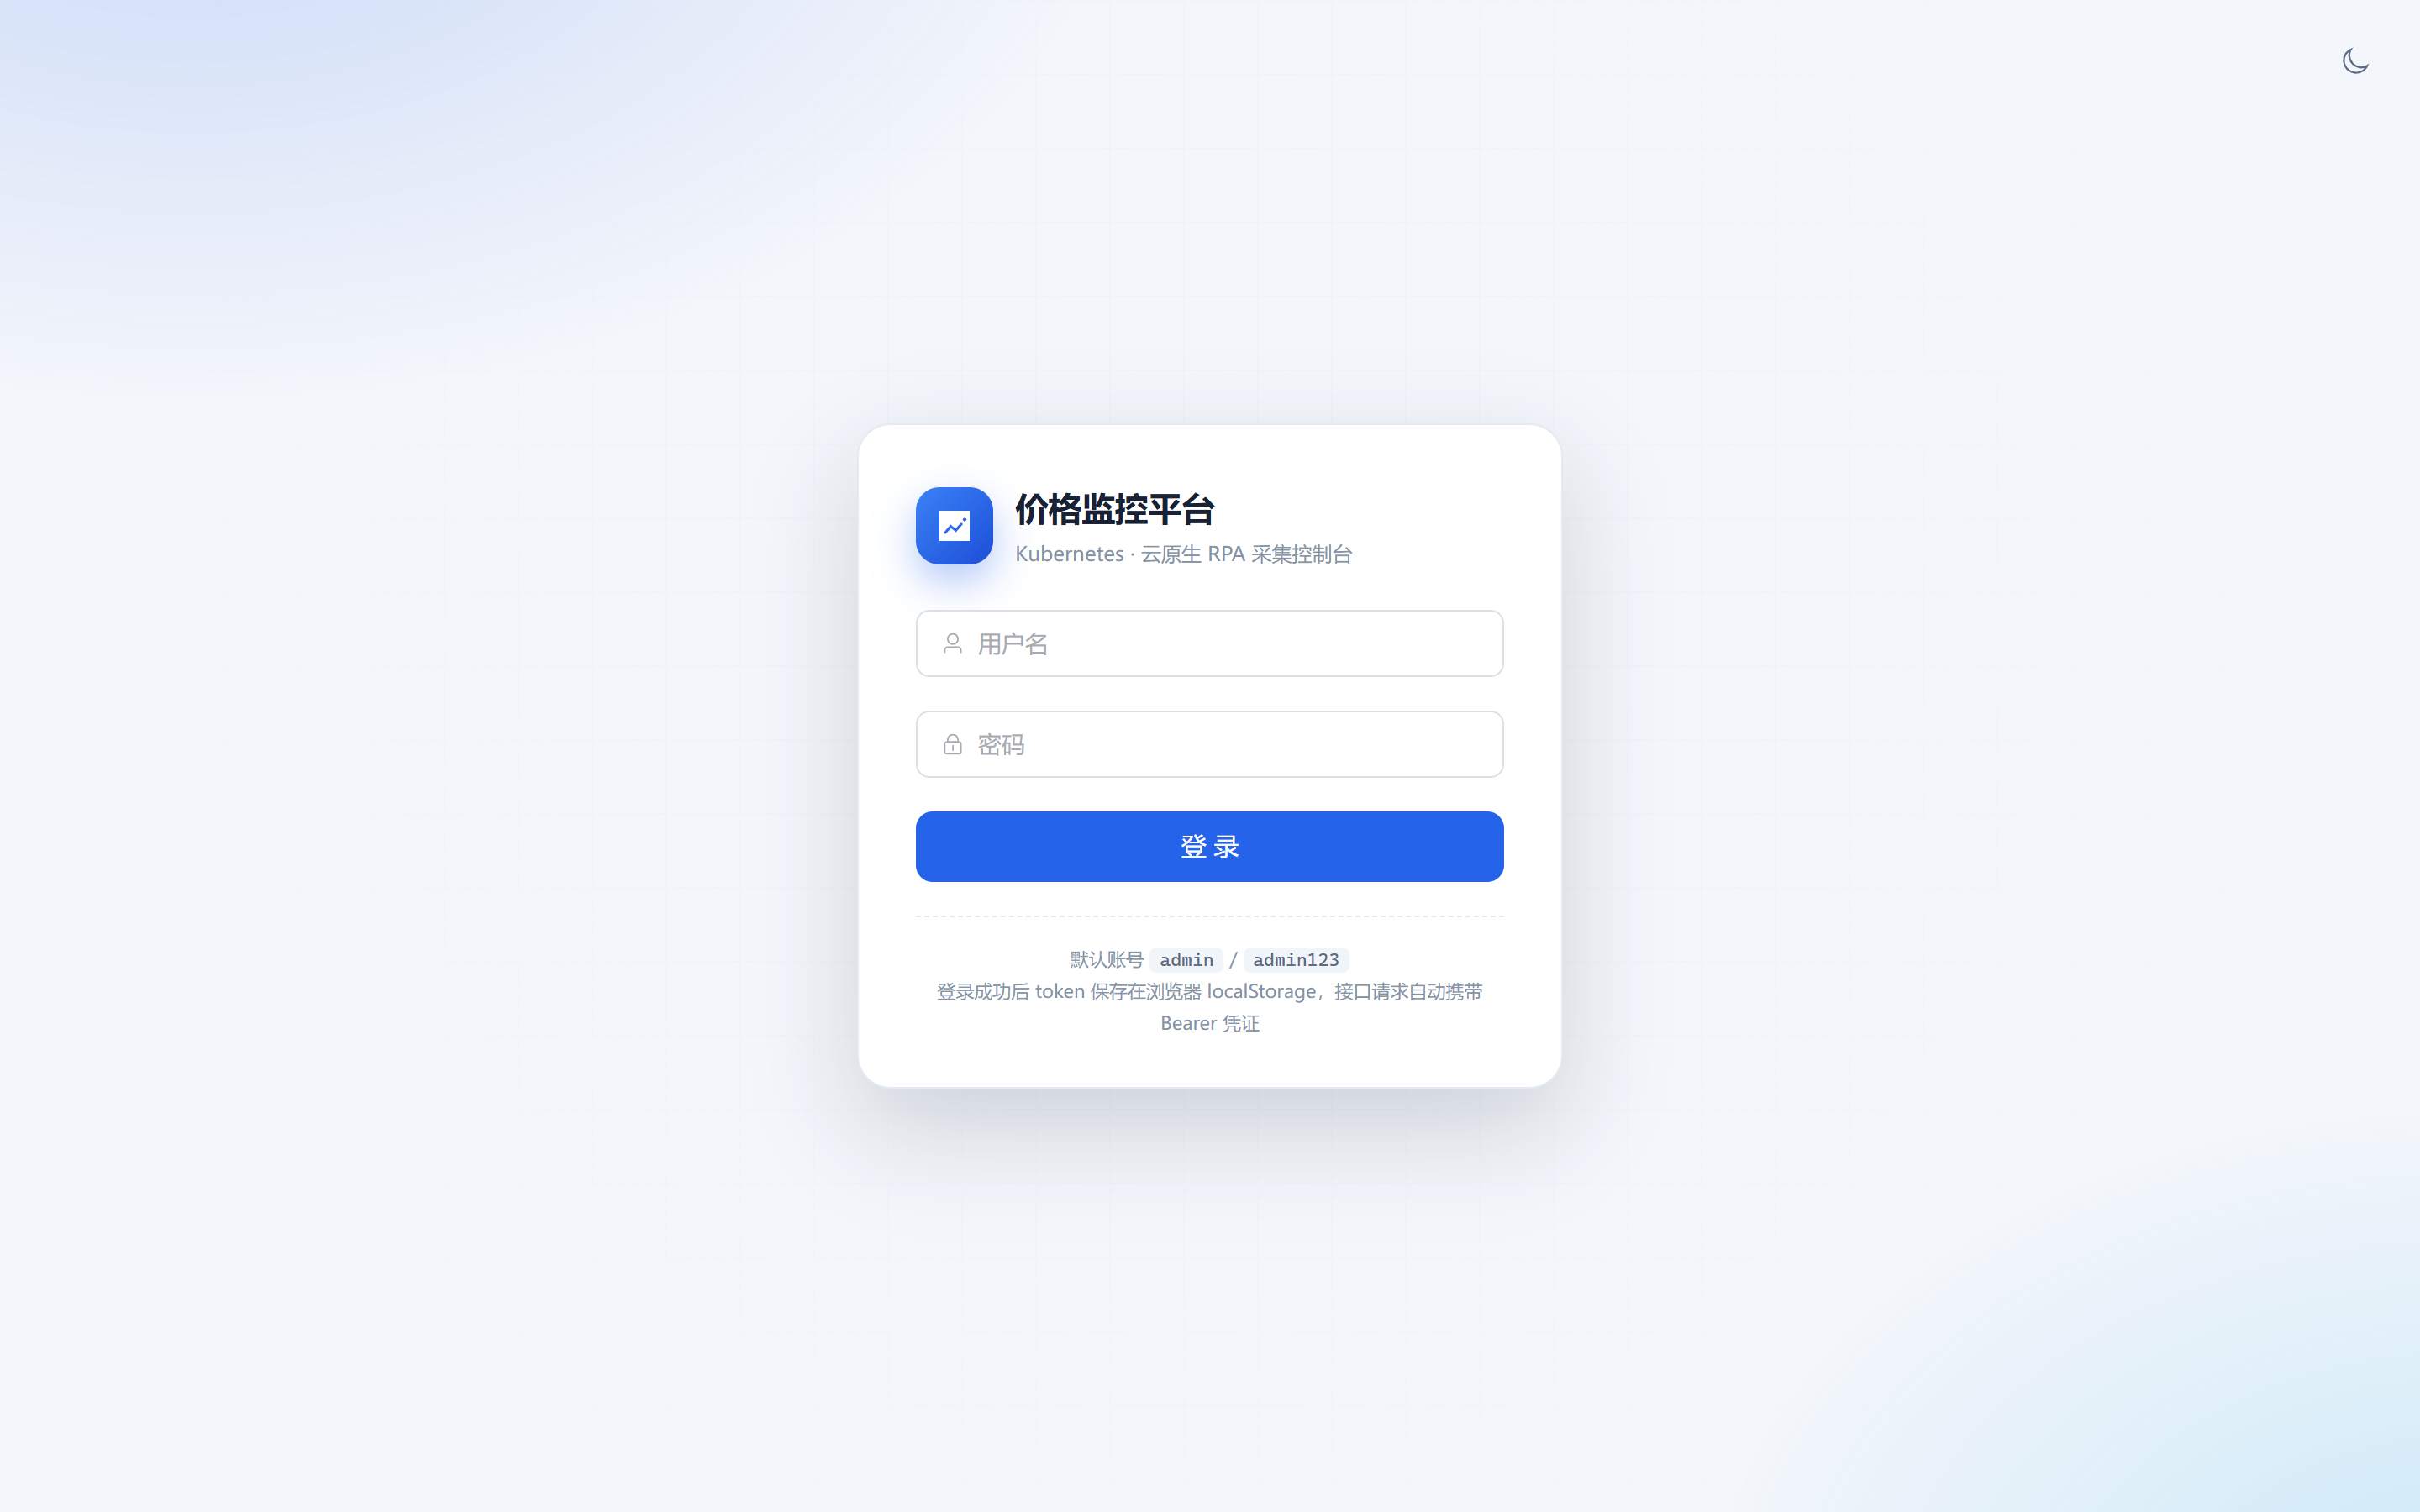 价格监控平台
Kubernetes · 云原生 RPA 采集控制台
用户名
密码
登 录
默认账号 admin / admin123
登录成功后 token 保存在浏览器 localStorage，接口请求自动携带
Bearer 凭证